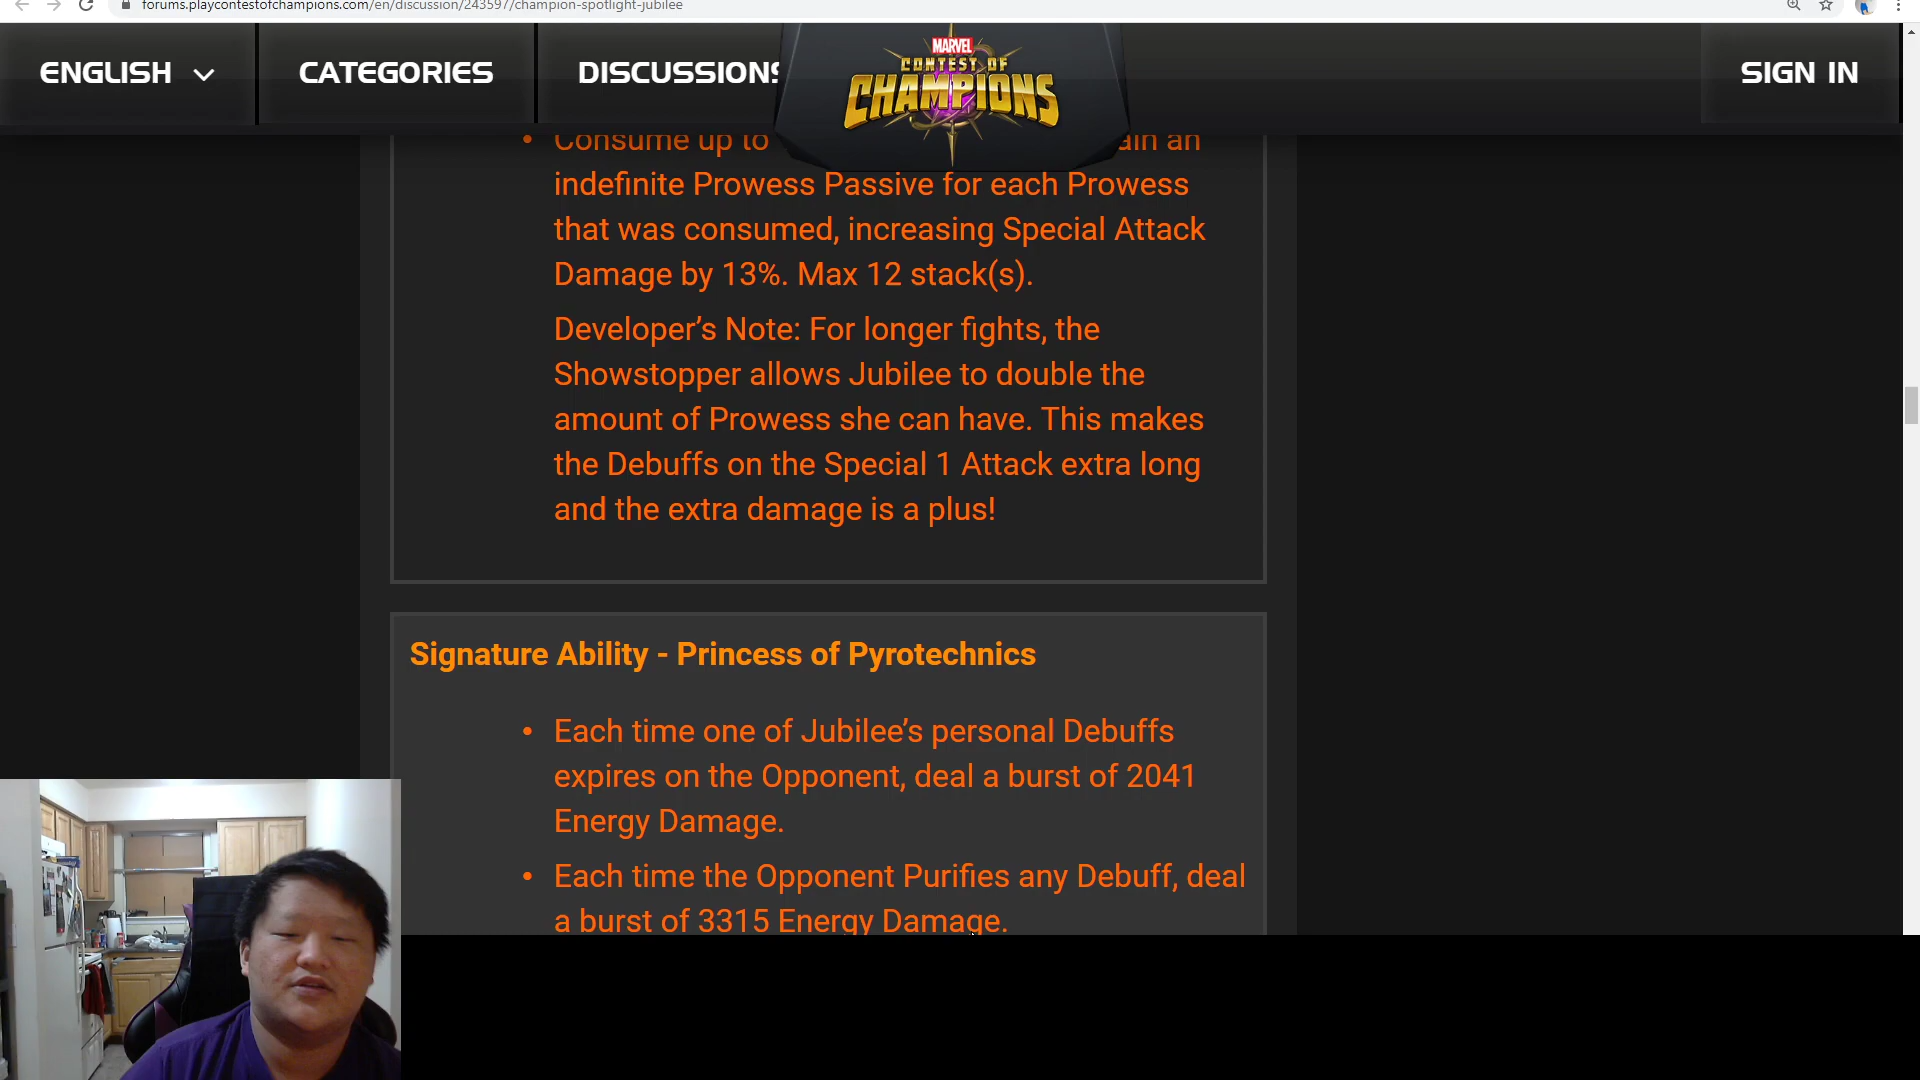 forums.playcontestofchampions.com/en/discussion/243597/champion-spotlight-jubilee
ENGLISH
CATEGORIES
DISCUSSIONS
MARVEL
CONTEST OF
CHAMPIONS
SIGN IN
• Consume up to
indefinite Prowess Passive for each Prowess
that was consumed, increasing Special Attack
Damage by 13%. Max 12 stack(s).
Developer’s Note: For longer fights, the
Showstopper allows Jubilee to double the
amount of Prowess she can have. This makes
the Debuffs on the Special 1 Attack extra long
and the extra damage is a plus!
Signature Ability - Princess of Pyrotechnics
• Each time one of Jubilee’s personal Debuffs
expires on the Opponent, deal a burst of 2041
Energy Damage.
• Each time the Opponent Purifies any Debuff, deal
a burst of 3315 Energy Damage.